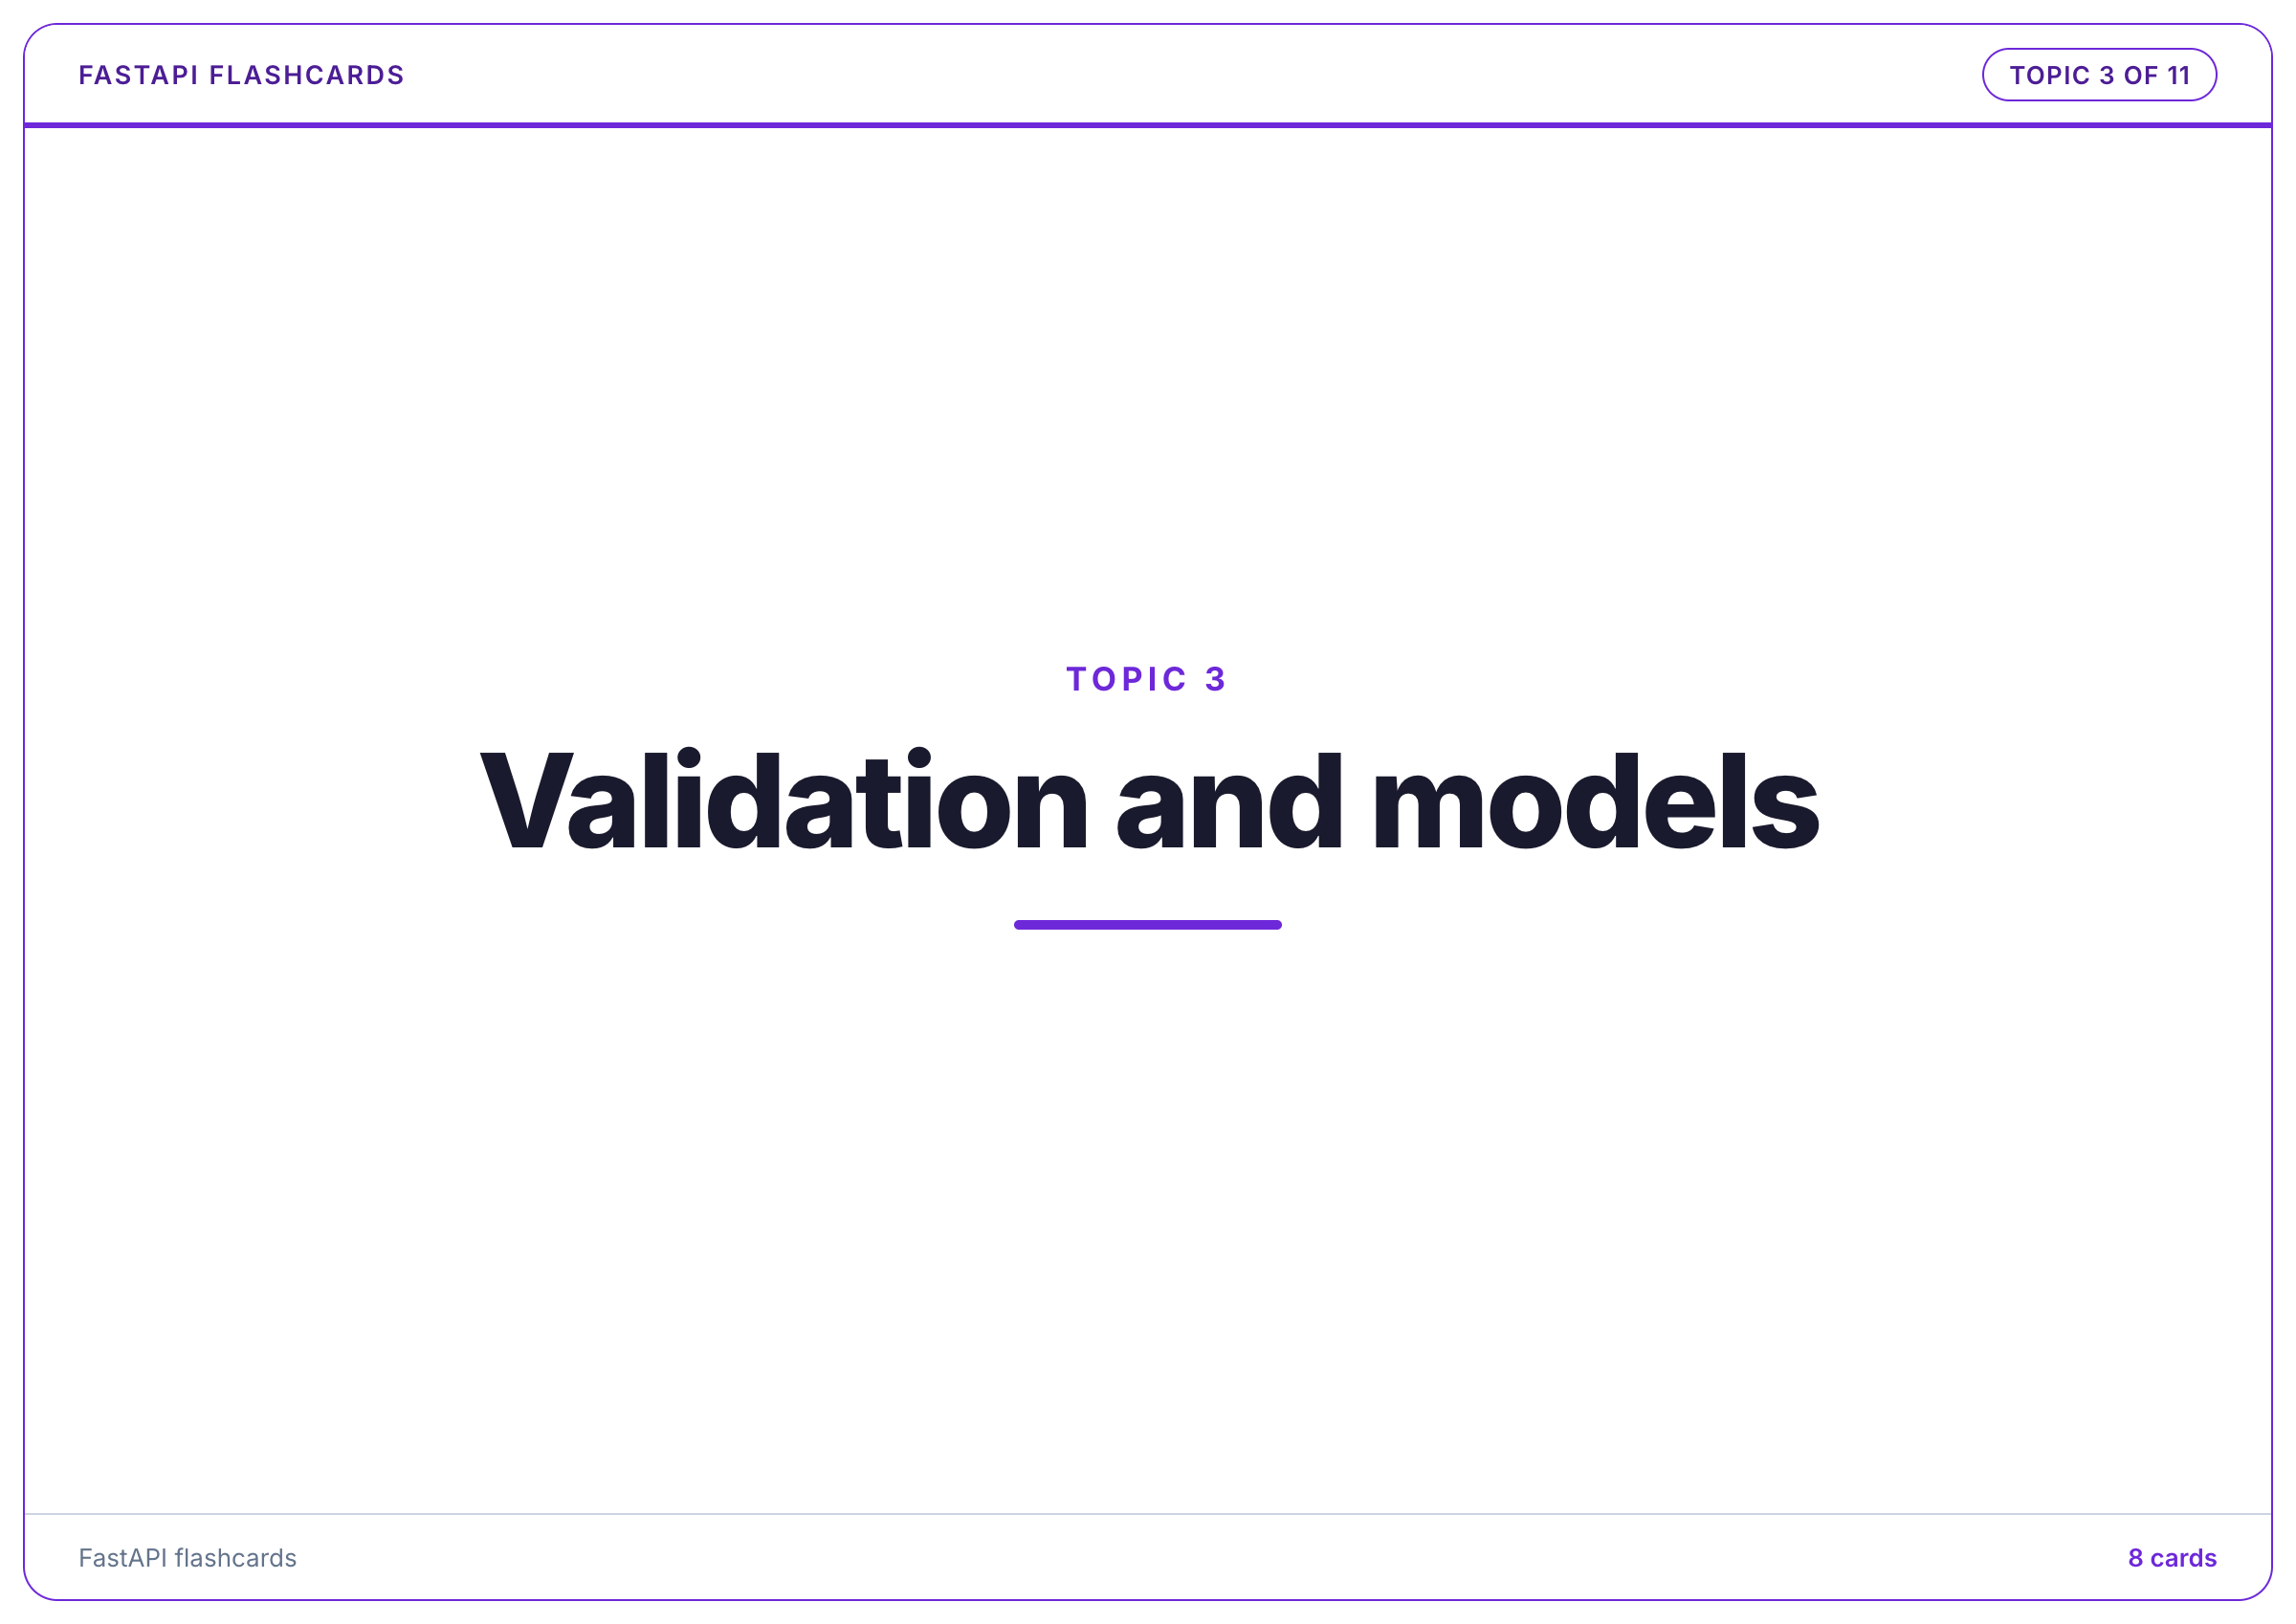 FASTAPI FLASHCARDS
TOPIC 3 OF 11
TOPIC 3
Validation and models
FastAPI flashcards
8 cards